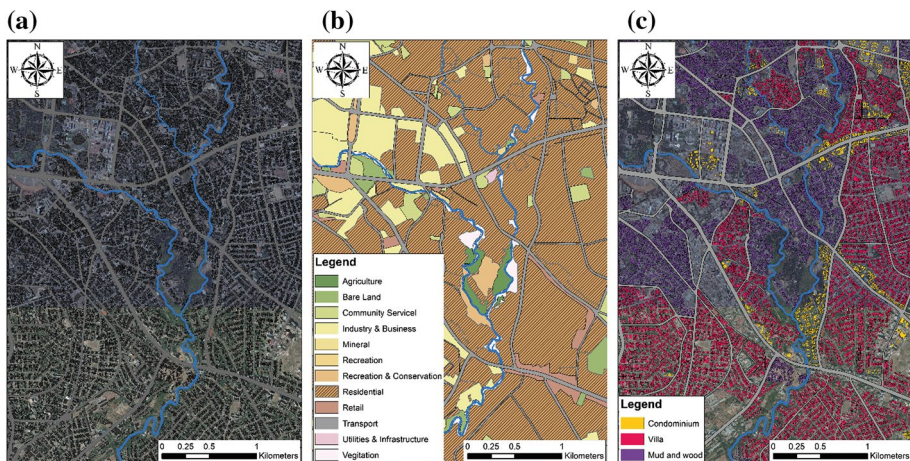 (a)
(b)
(c)
N
W E
S
N
W E
S
N
W E
S
Legend
Agriculture
Bare Land
Community Servicel
Industry & Business
Mineral
Recreation
Recreation & Conservation
Residential
Retail
Transport
Utilities & Infrastructure
Vegitation
Legend
Condominium
Villa
Mud and wood
0 0.25 0.5 1
Kilometers
0 0.25 0.5 1
Kilometers
0 0.25 0.5 1
Kilometers